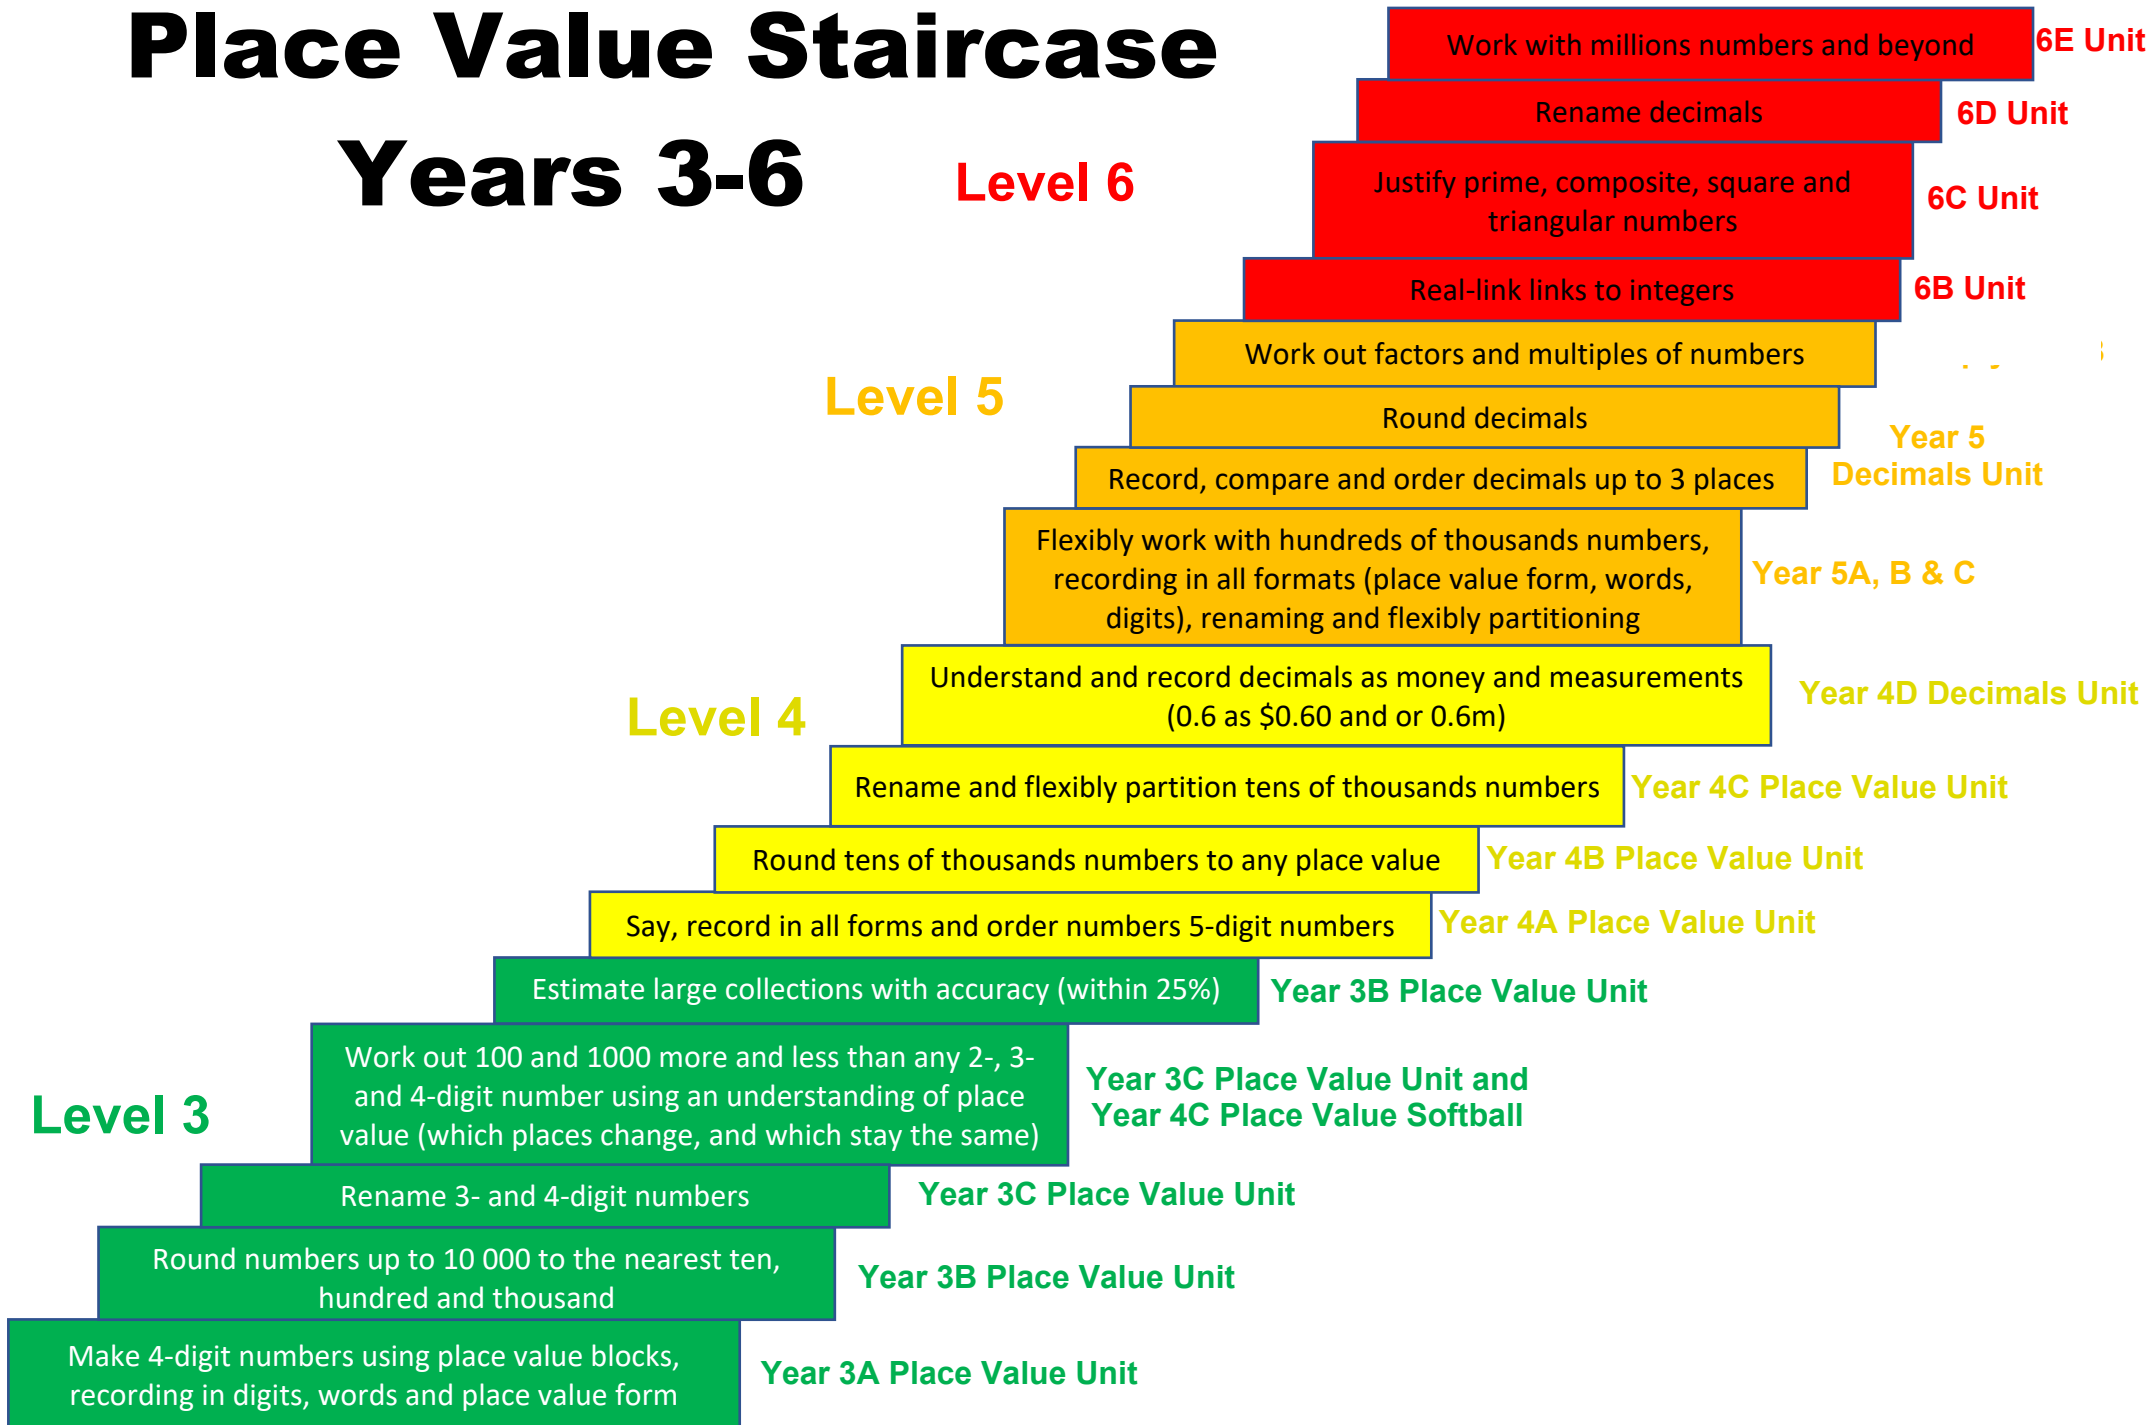 Place Value Staircase
Years 3-6
Work with millions numbers and beyond
6E Unit
Rename decimals
6D Unit
Level 6
Justify prime, composite, square and
triangular numbers
6C Unit
Real-link links to integers
6B Unit
Work out factors and multiples of numbers
Level 5
Round decimals
Year 5
Decimals Unit
Record, compare and order decimals up to 3 places
Flexibly work with hundreds of thousands numbers,
recording in all formats (place value form, words,
digits), renaming and flexibly partitioning
Year 5A, B & C
Understand and record decimals as money and measurements
(0.6 as $0.60 and or 0.6m)
Year 4D Decimals Unit
Level 4
Rename and flexibly partition tens of thousands numbers
Year 4C Place Value Unit
Round tens of thousands numbers to any place value
Year 4B Place Value Unit
Say, record in all forms and order numbers 5-digit numbers
Year 4A Place Value Unit
Estimate large collections with accuracy (within 25%)
Year 3B Place Value Unit
Work out 100 and 1000 more and less than any 2-, 3-
and 4-digit number using an understanding of place
value (which places change, and which stay the same)
Year 3C Place Value Unit and
Year 4C Place Value Softball
Level 3
Rename 3- and 4-digit numbers
Year 3C Place Value Unit
Round numbers up to 10 000 to the nearest ten,
hundred and thousand
Year 3B Place Value Unit
Make 4-digit numbers using place value blocks,
recording in digits, words and place value form
Year 3A Place Value Unit